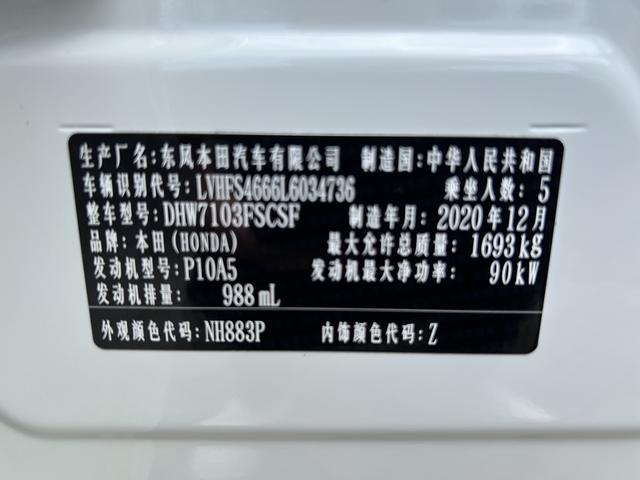 生产厂名:东风本田汽车有限公司 制造国:中华人民共和国
车辆识别代号:LVHFS4666L6034736 乘坐人数:5
整车型号:DHW7103FSCSF 制造年月:2020年12月
品牌:本田(HONDA) 最大允许总质量:1693kg
发动机型号:P10A5 发动机最大净功率: 90kW
发动机排量: 988mL
外观颜色代码:NH883P 内饰颜色代码:Z